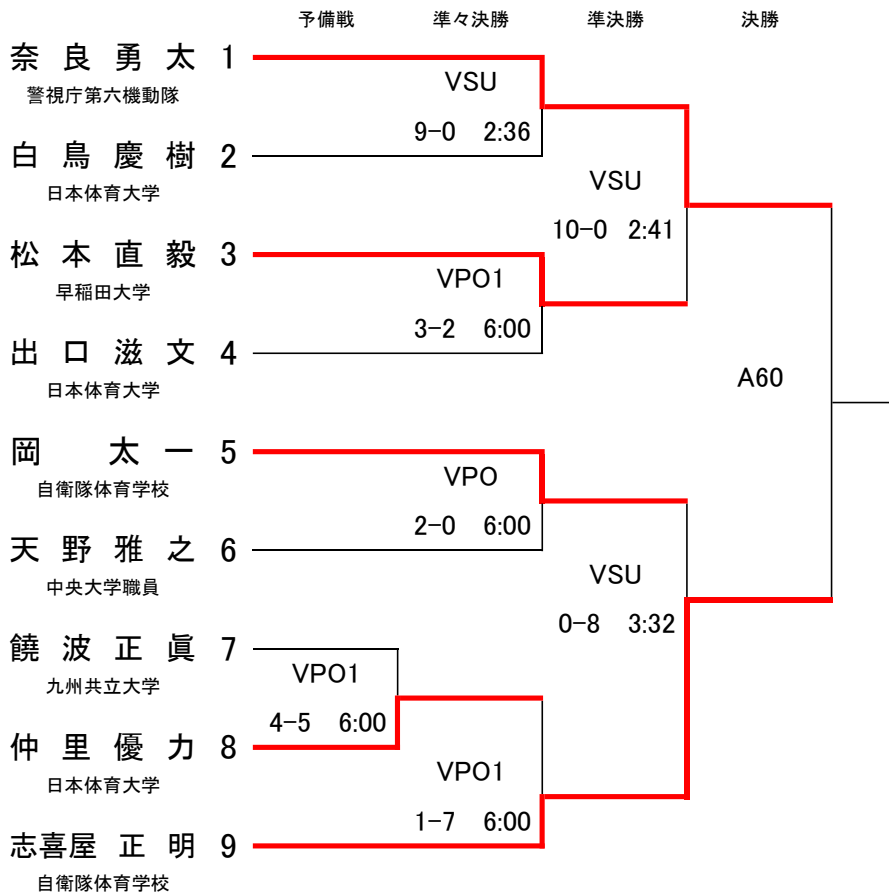 予備戦 準々決勝 準決勝 決勝
奈良勇太 1
警視庁第六機動隊
VSU
9-0 2:36
白鳥慶樹 2
日本体育大学
VSU
10-0 2:41
松本直毅 3
早稲田大学
VPO1
3-2 6:00
出口滋文 4
日本体育大学
A60
岡太一 5
自衛隊体育学校
VPO
2-0 6:00
天野雅之 6
中央大学職員
VSU
0-8 3:32
饒波正眞 7
九州共立大学
VPO1
4-5 6:00
仲里優力 8
日本体育大学
VPO1
1-7 6:00
志喜屋正明 9
自衛隊体育学校